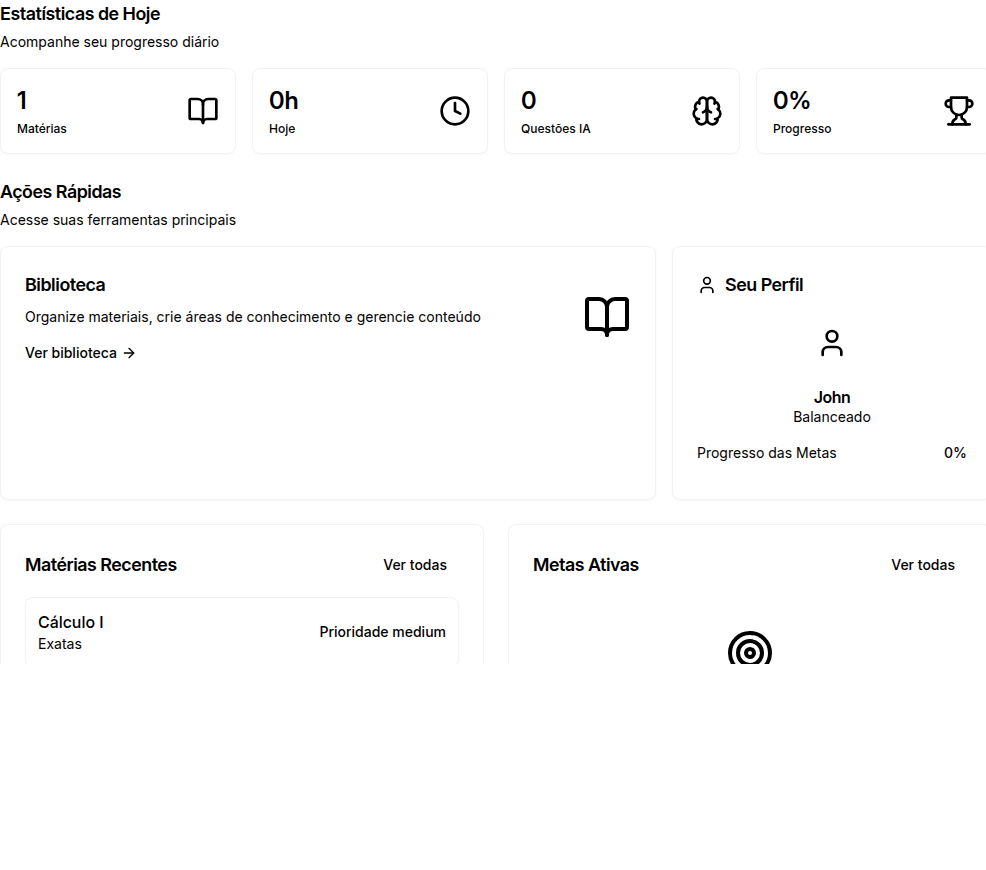 Estatísticas de Hoje
Acompanhe seu progresso diário
1
Matérias
0h
Hoje
0
Questões IA
0%
Progresso
Ações Rápidas
Acesse suas ferramentas principais
Biblioteca
Organize materiais, crie áreas de conhecimento e gerencie conteúdo
Ver biblioteca →
Seu Perfil
John
Balanceado
Progresso das Metas 0%
Matérias Recentes Ver todas
Cálculo I
Exatas
Prioridade medium
Metas Ativas Ver todas